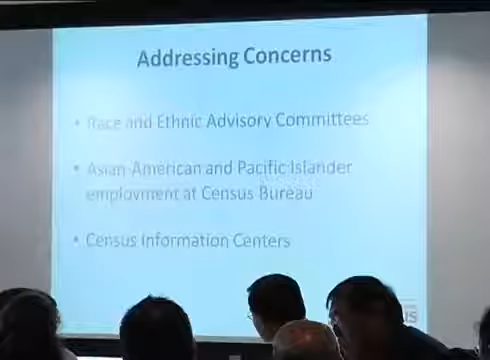 Addressing Concerns
• Race and Ethnic Advisory Committees
• Asian American and Pacific Islander
employment at Census Bureau
• Census Information Centers